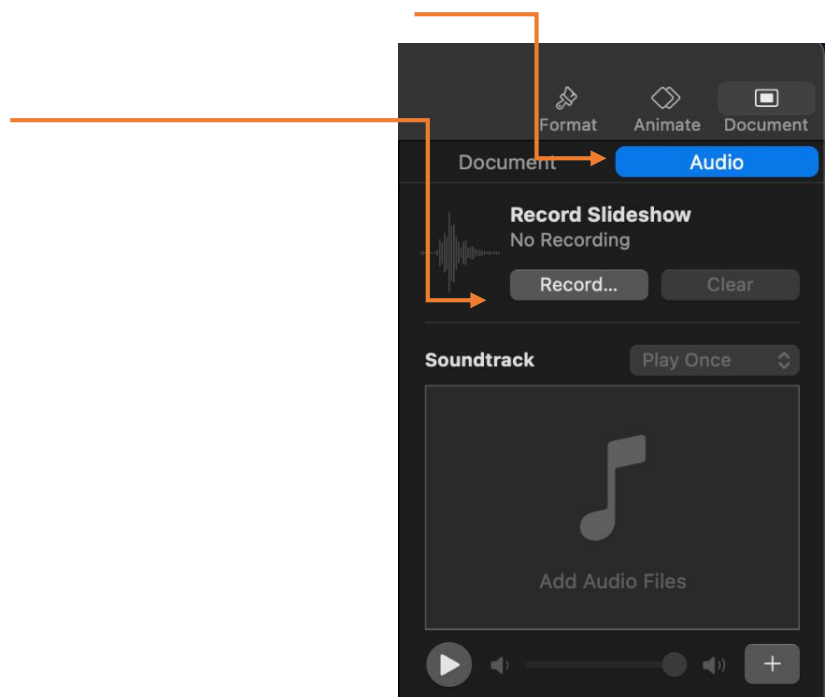 Format Animate Document
Document Audio
Record Slideshow
No Recording
Record... Clear
Soundtrack Play Once
Add Audio Files